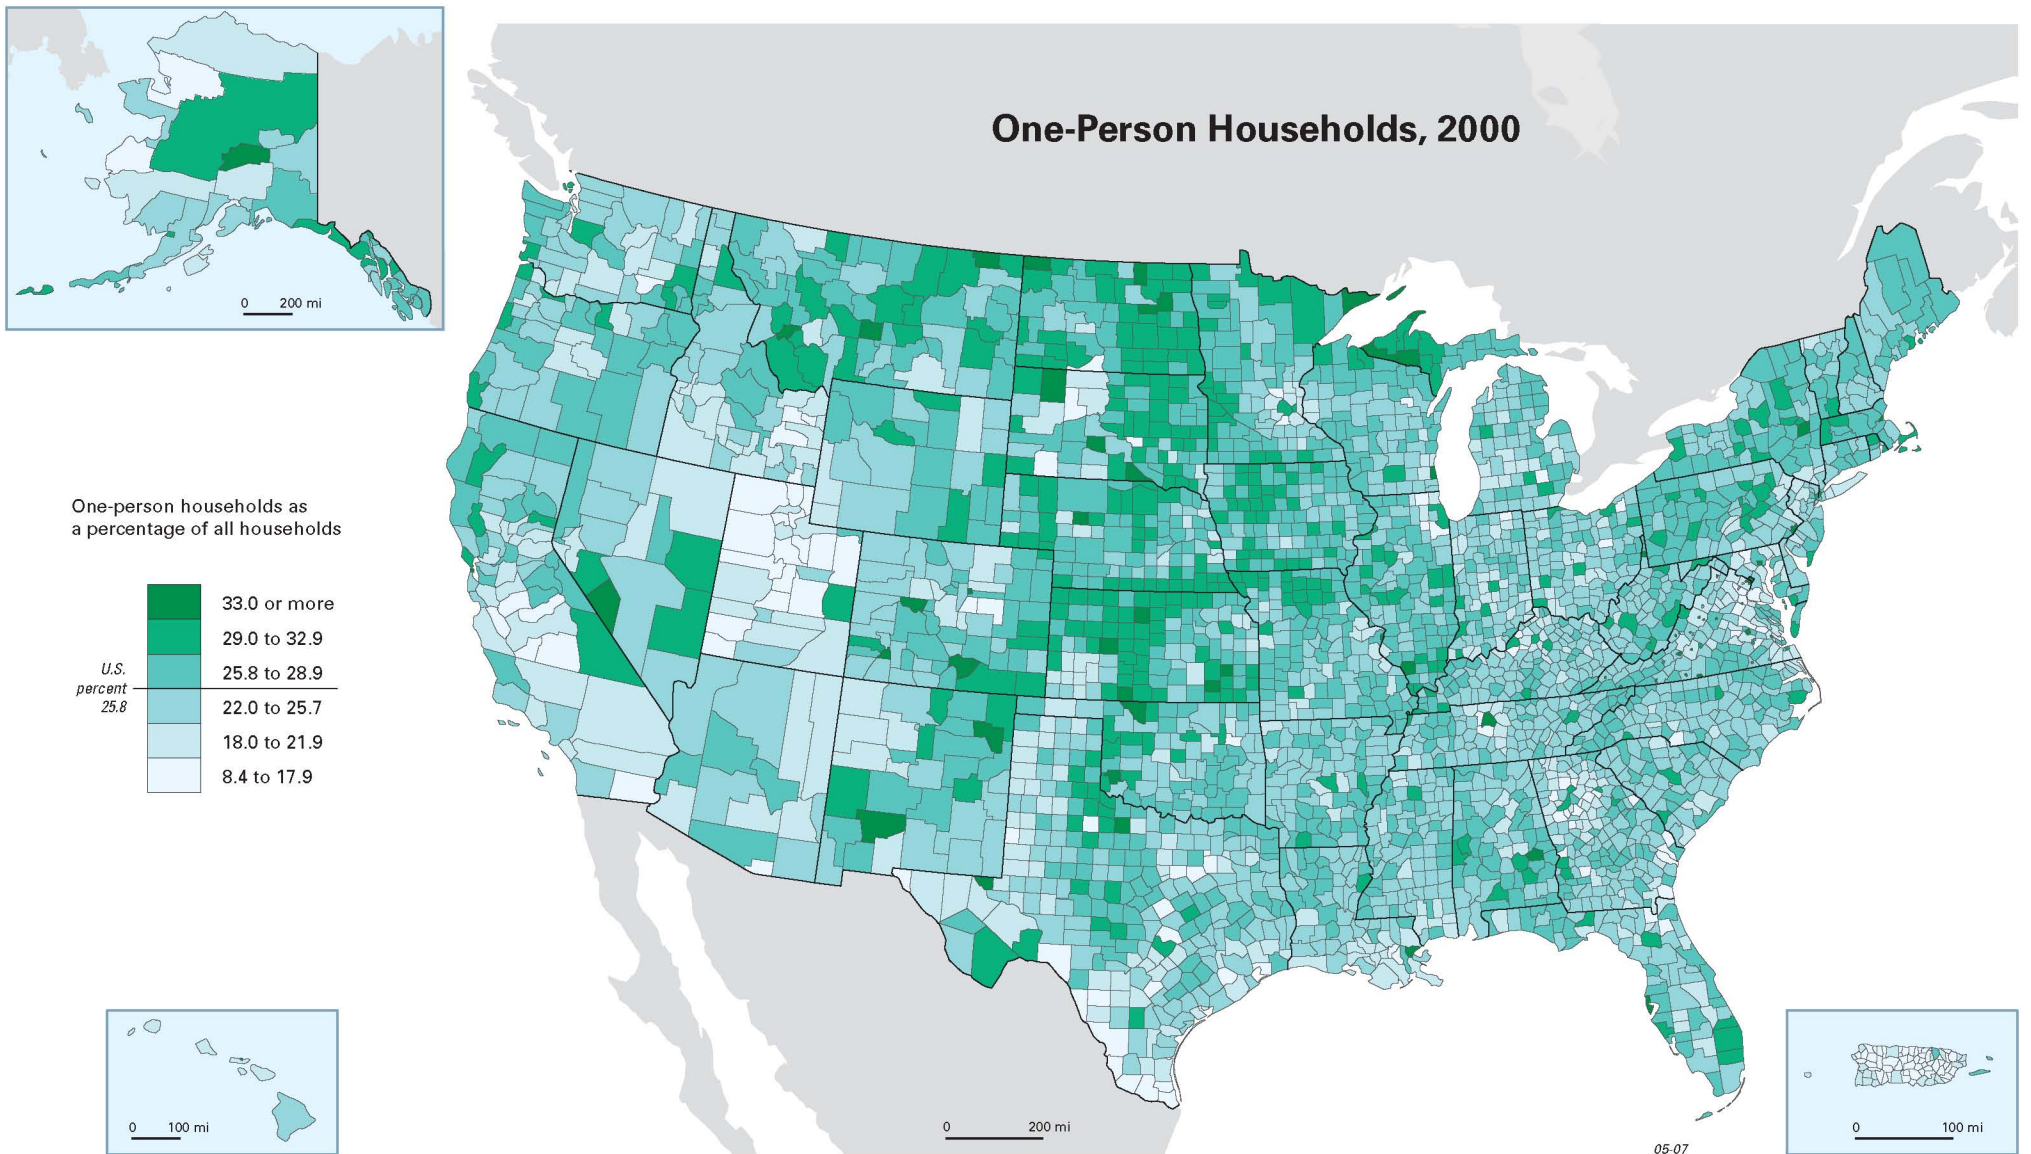 One-Person Households, 2000
0 200 mi
One-person households as
a percentage of all households
33.0 or more
29.0 to 32.9
25.8 to 28.9
U.S.
percent
25.8
22.0 to 25.7
18.0 to 21.9
8.4 to 17.9
0 100 mi
0 200 mi
0 100 mi
05-07